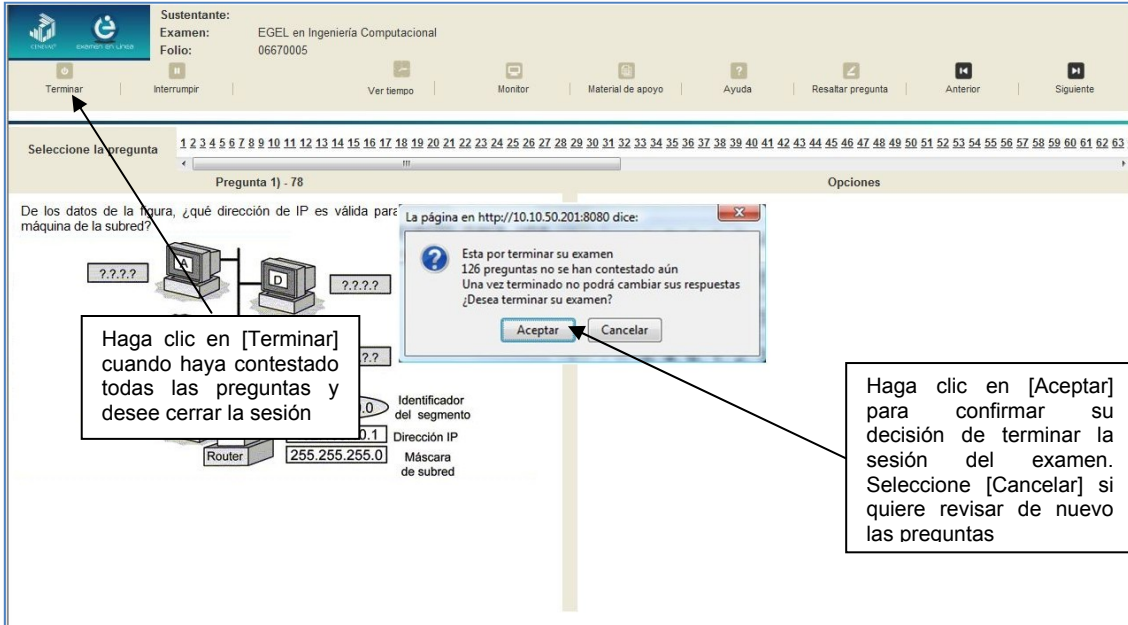 Sustentante:
Examen: EGEL en Ingeniería Computacional
Folio: 06670005
CENEVAL
EXAMEN EN LINEA
Terminar
Interrumpir
Ver tiempo
Monitor
Material de apoyo
Ayuda
Resaltar pregunta
Anterior
Siguiente
Seleccione la pregunta
1 2 3 4 5 6 7 8 9 10 11 12 13 14 15 16 17 18 19 20 21 22 23 24 25 26 27 28 29 30 31 32 33 34 35 36 37 38 39 40 41 42 43 44 45 46 47 48 49 50 51 52 53 54 55 56 57 58 59 60 61 62 63
Pregunta 1) - 78
Opciones
De los datos de la figura, ¿qué dirección de IP es válida para
máquina de la subred?
A
?.?.?.?
D
?.?.?.?
?.?
.0
Identificador
del segmento
0.1
Dirección IP
Router
255.255.255.0
Máscara
de subred
La página en http://10.10.50.201:8080 dice:
Esta por terminar su examen
126 preguntas no se han contestado aún
Una vez terminado no podrá cambiar sus respuestas
¿Desea terminar su examen?
Aceptar
Cancelar
Haga clic en [Terminar]
cuando haya contestado
todas las preguntas y
desee cerrar la sesión
Haga clic en [Aceptar]
para confirmar su
decisión de terminar la
sesión del examen.
Seleccione [Cancelar] si
quiere revisar de nuevo
las preguntas